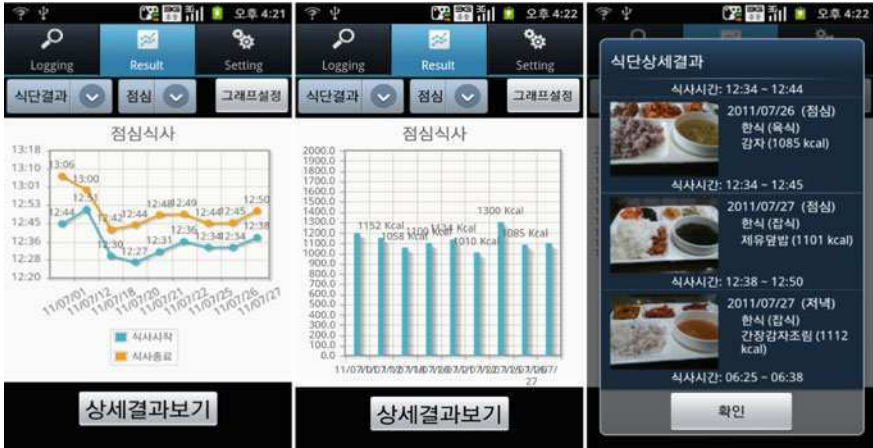 오후 4:21
Logging
Result
Setting
식단결과
점심
그래프설정
점심식사
13:18
13:10
13:01
12:53
12:45
12:36
12:28
12:20
13:06
13:00
12:44
12:51
12:42
12:44
12:48
12:49
12:44
12:45
12:50
12:30
12:27
12:31
12:36
12:34
12:34
12:38
11/07/01
11/07/12
11/07/18
11/07/20
11/07/21
11/07/22
11/07/25
11/07/26
11/07/27
식사시작
식사종료
상세결과보기
오후 4:22
Logging
Result
Setting
식단결과
점심
그래프설정
점심식사
2000.0
1900.0
1800.0
1700.0
1600.0
1500.0
1400.0
1300.0
1200.0
1100.0
1000.0
900.0
800.0
700.0
600.0
500.0
400.0
300.0
200.0
100.0
0.0
1152 Kcal
1058 Kcal
1010 Kcal
1300 Kcal
1085 Kcal
27
상세결과보기
오후 4:22
식단상세결과
식사시간: 12:34 ~ 12:44
2011/07/26 (점심)
한식 (육식)
감자 (1085 kcal)
식사시간: 12:34 ~ 12:45
2011/07/27 (점심)
한식 (잡식)
제유덮밥 (1101 kcal)
식사시간: 12:38 ~ 12:50
2011/07/27 (저녁)
한식 (잡식)
간장감자조림 (1112
kcal)
식사시간: 06:25 ~ 06:38
확인